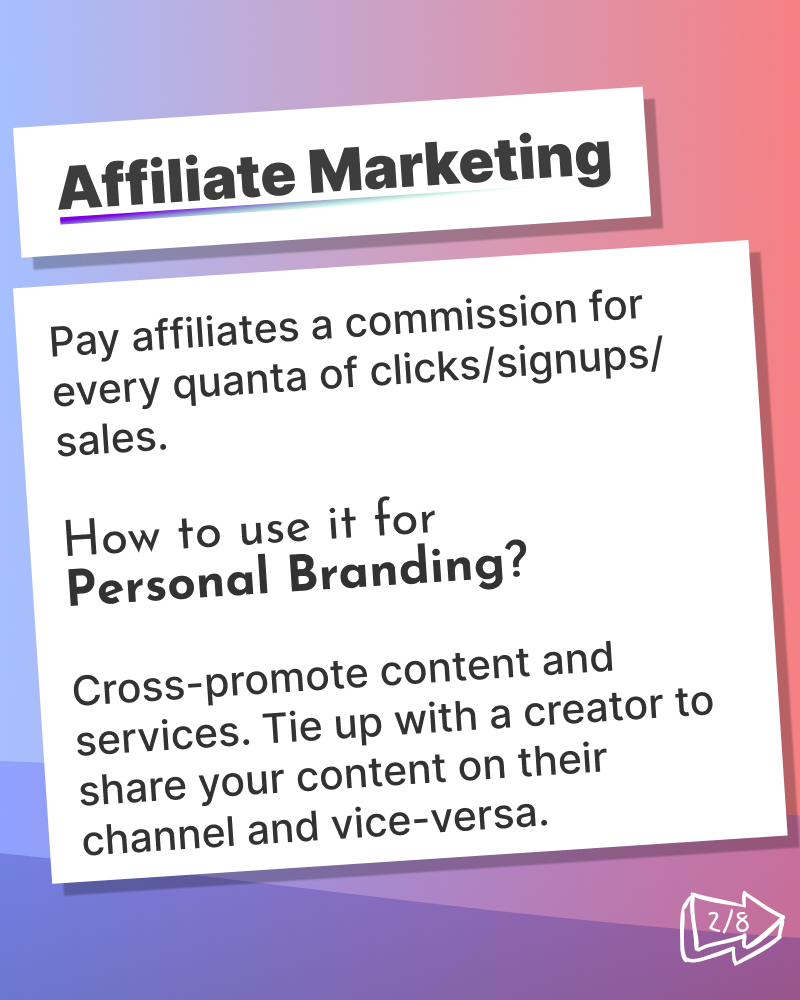 Affiliate Marketing
Pay affiliates a commission for
every quanta of clicks/signups/
sales.
How to use it for
Personal Branding?
Cross-promote content and
services. Tie up with a creator to
share your content on their
channel and vice-versa.
2/8